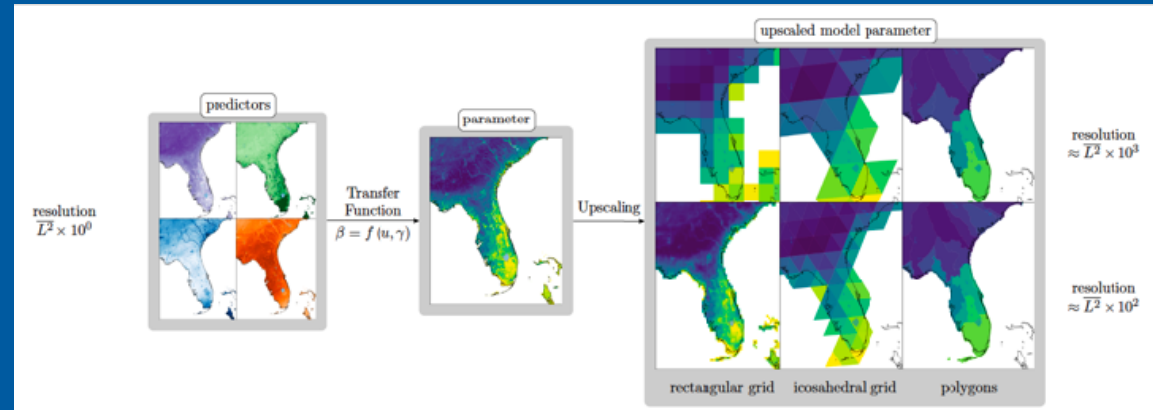 upscaled model parameter
predictors
parameter
resolution
≈ L̅² × 10³
resolution
L̅² × 10⁰
Transfer
Function
β = f (u, γ)
Upscaling
resolution
≈ L̅² × 10²
rectangular grid
icosahedral grid
polygons